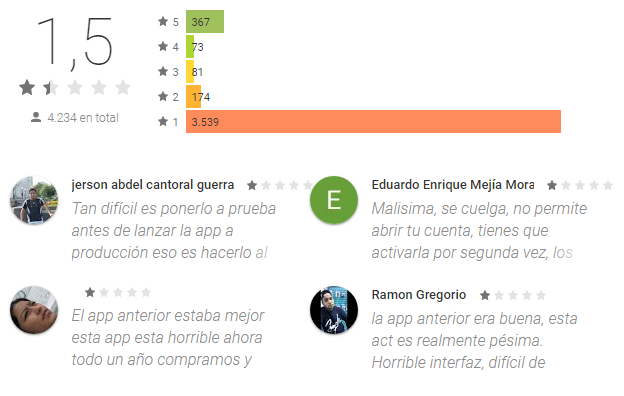 1,5
4.234 en total
5 367
4 73
3 81
2 174
1 3.539
jerson abdel cantoral guerra
Tan difícil es ponerlo a prueba
antes de lanzar la app a
producción eso es hacerlo al
Eduardo Enrique Mejía Mora
E
Malisima, se cuelga, no permite
abrir tu cuenta, tienes que
activarla por segunda vez, los
El app anterior estaba mejor
esta app esta horrible ahora
todo un año compramos y
Ramon Gregorio
la app anterior era buena, esta
act es realmente pésima.
Horrible interfaz, difícil de